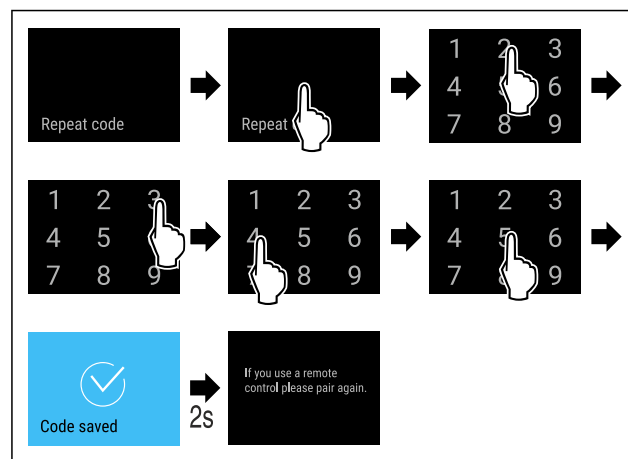 Repeat code
Repeat
1 2 3
4 6
7 8 9
1 2 3
4 5
7 8 9
1 2 3
4 5 6
8 9
1 2 3
4 5 6
7 9
Code saved
2s
If you use a remote
control please pair again.